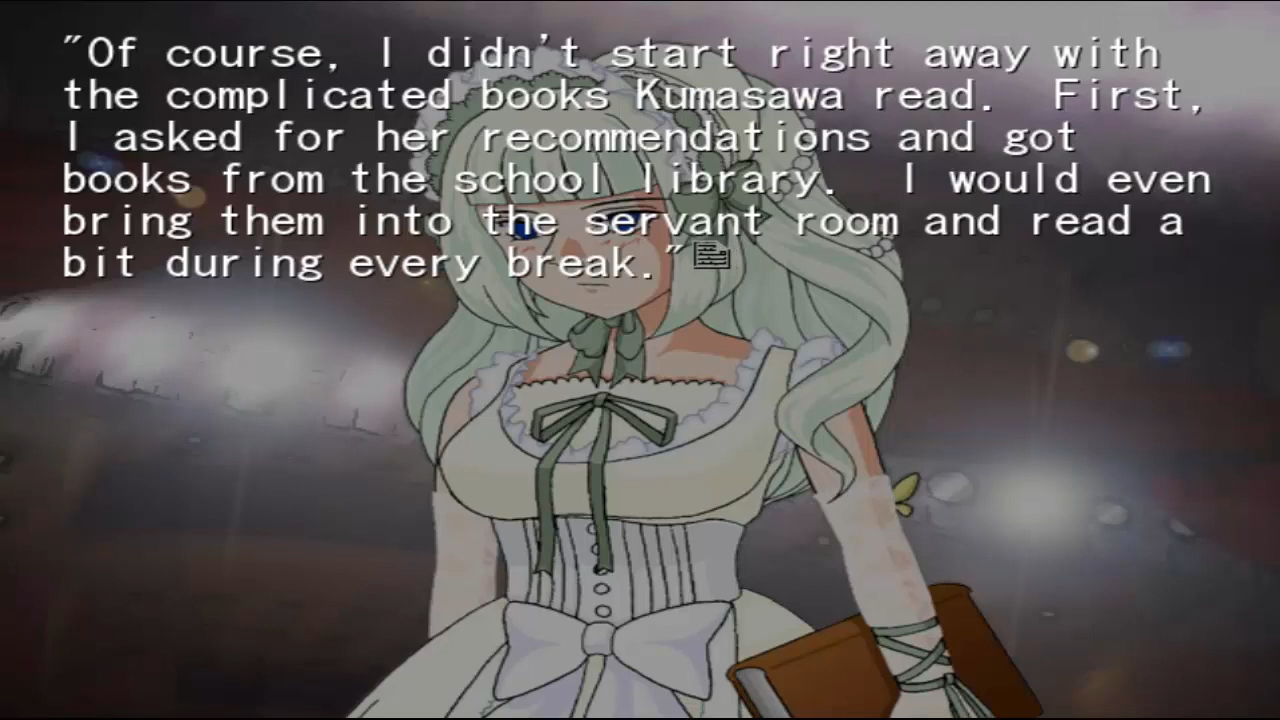 "Of course, I didn't start right away with
the complicated books Kumasawa read.  First,
I asked for her recommendations and got
books from the school library.  I would even
bring them into the servant room and read a
bit during every break."